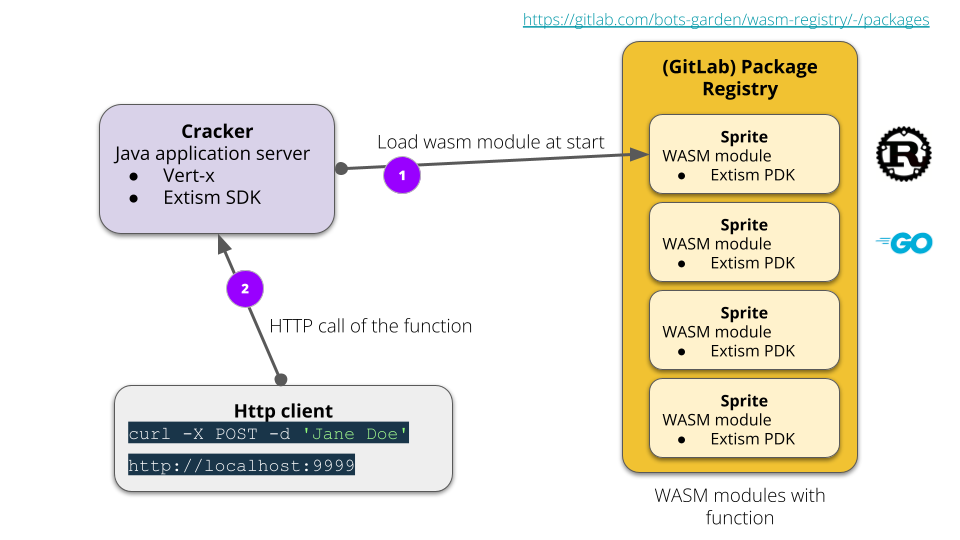 https://gitlab.com/bots-garden/wasm-registry/-/packages
(GitLab) Package
Registry
Cracker
Java application server
● Vert-x
● Extism SDK
Load wasm module at start
1
Sprite
WASM module
● Extism PDK
R
Sprite
WASM module
● Extism PDK
GO
2
HTTP call of the function
Sprite
WASM module
● Extism PDK
Sprite
WASM module
● Extism PDK
Http client
curl -X POST -d 'Jane Doe'
http://localhost:9999
WASM modules with
function